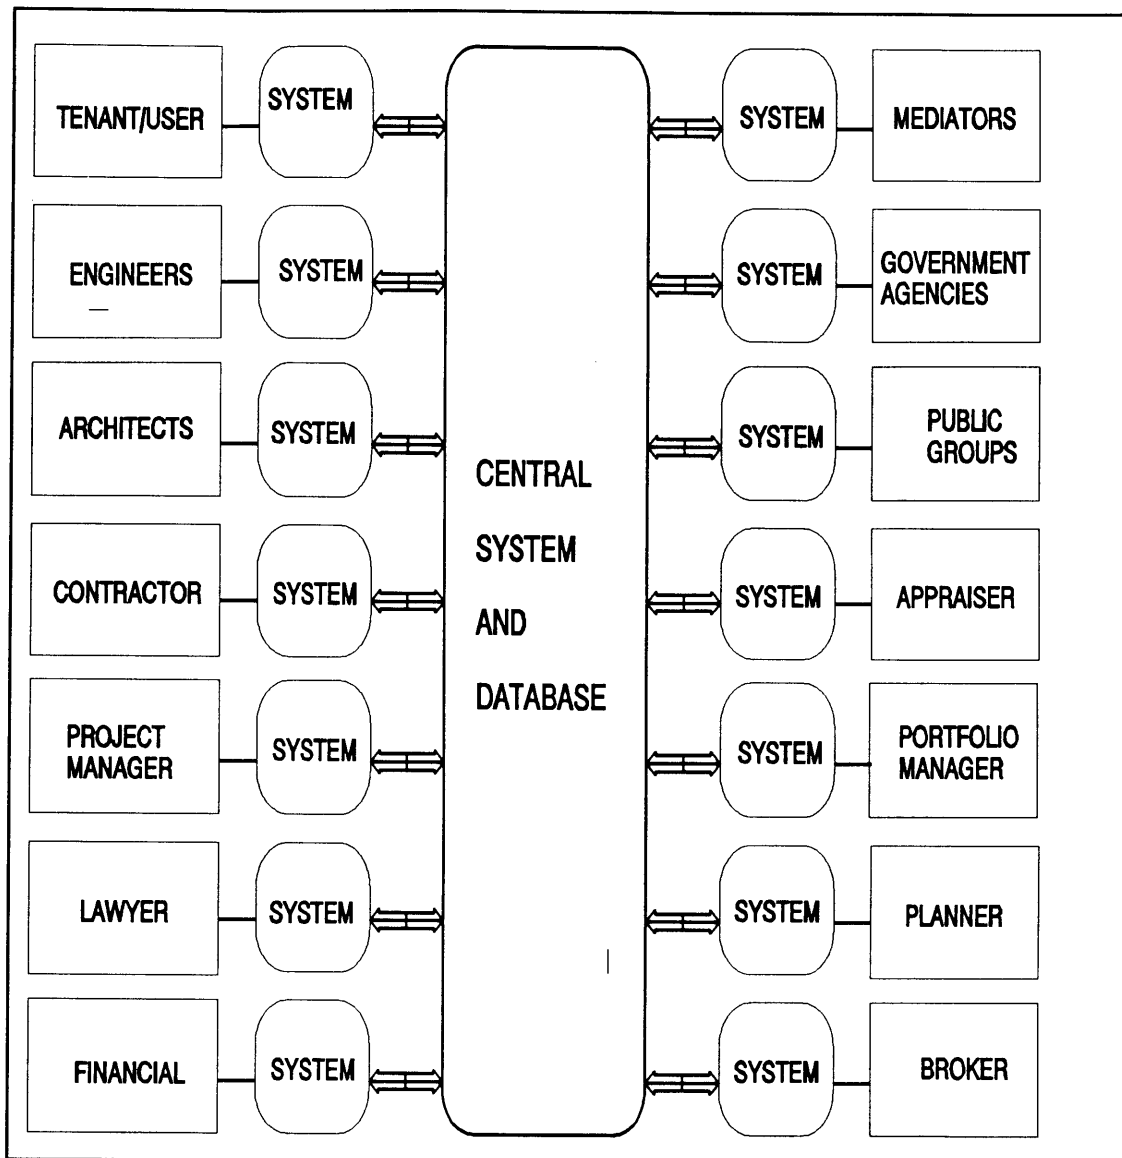 TENANT/USER
SYSTEM
SYSTEM
MEDIATORS
ENGINEERS
SYSTEM
SYSTEM
GOVERNMENT
AGENCIES
ARCHITECTS
SYSTEM
SYSTEM
PUBLIC
GROUPS
CENTRAL
SYSTEM
AND
DATABASE
CONTRACTOR
SYSTEM
SYSTEM
APPRAISER
PROJECT
MANAGER
SYSTEM
SYSTEM
PORTFOLIO
MANAGER
LAWYER
SYSTEM
SYSTEM
PLANNER
FINANCIAL
SYSTEM
SYSTEM
BROKER